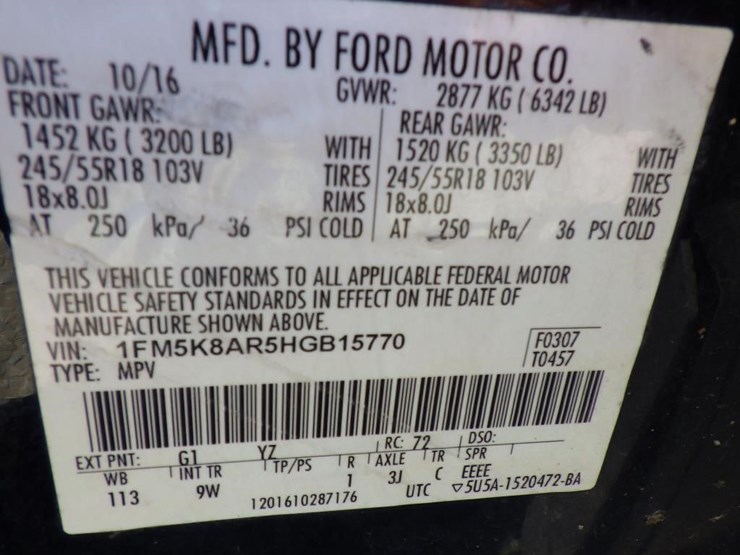 MFD. BY FORD MOTOR CO.
DATE: 10/16 GVWR: 2877 KG ( 6342 LB)
FRONT GAWR: REAR GAWR:
1452 KG ( 3200 LB) WITH 1520 KG ( 3350 LB) WITH
245/55R18 103V TIRES 245/55R18 103V TIRES
18x8.0J RIMS 18x8.0J RIMS
AT 250 kPa/ 36 PSI COLD AT 250 kPa/ 36 PSI COLD
THIS VEHICLE CONFORMS TO ALL APPLICABLE FEDERAL MOTOR
VEHICLE SAFETY STANDARDS IN EFFECT ON THE DATE OF
MANUFACTURE SHOWN ABOVE.
VIN: 1FM5K8AR5HGB15770 F0307
TYPE: MPV T0457
EXT PNT: G1 YZ RC: 72 DSO:
WB INT TR TP/PS R AXLE TR SPR
113 9W 1 3J C EEEE
1201610287176 UTC ▽5U5A-1520472-BA